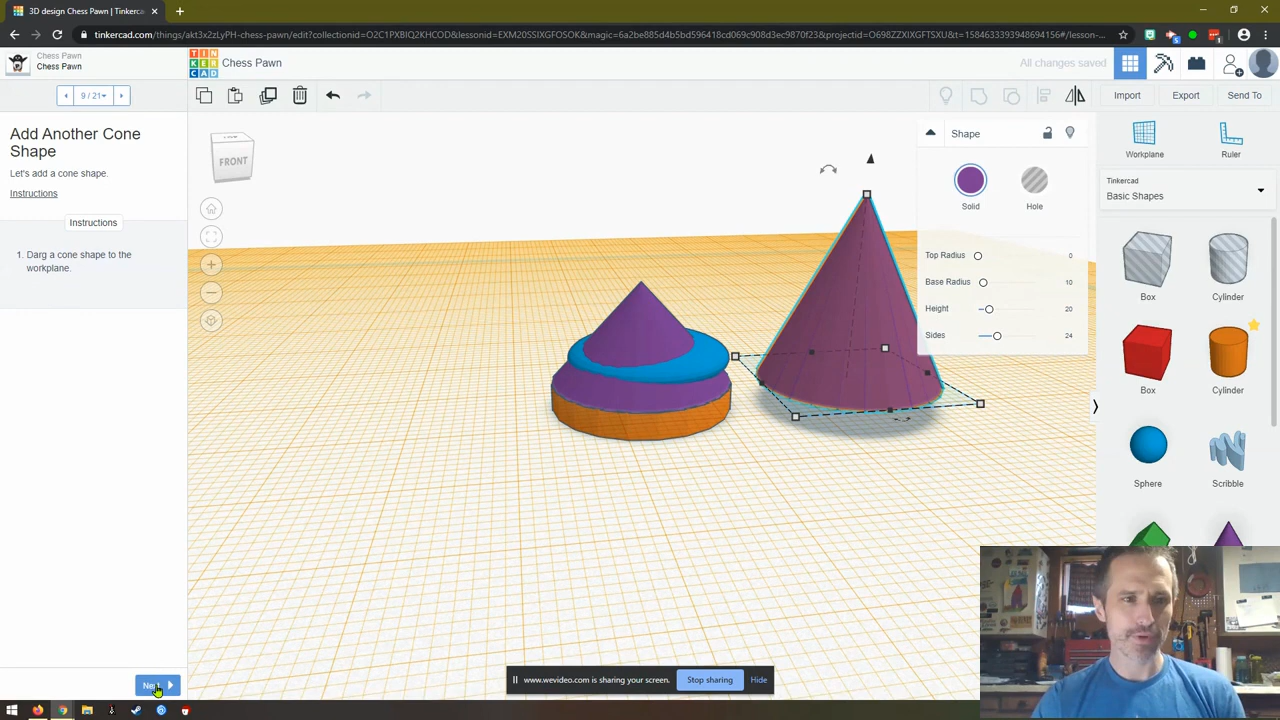 3D design Chess Pawn | Tinkercad
tinkercad.com/things/akt3x2zLyPH-chess-pawn/edit?collectionid=O2C1PXBIQ2KHCOD&lessonid=EXM20SSIXGFOSOK&magic=6a2be885d4d5bd596418cd069c908d3ec9870f23&projectid=O698ZZXIXGFTSXU&t=1584633393948694156#/lesson-...
Chess Pawn
Chess Pawn
TIN
KER
CAD
Chess Pawn
All changes saved
9 / 21
Import
Export
Send To
Add Another Cone
Shape
Let's add a cone shape.
Instructions
Instructions
1. Darg a cone shape to the
workplane.
FRONT
Shape
Solid
Hole
Top Radius 0
Base Radius 10
Height 20
Sides 24
Workplane
Ruler
Tinkercad
Basic Shapes
Box
Cylinder
Box
Cylinder
Sphere
Scribble
www.wevideo.com is sharing your screen.
Stop sharing
Hide